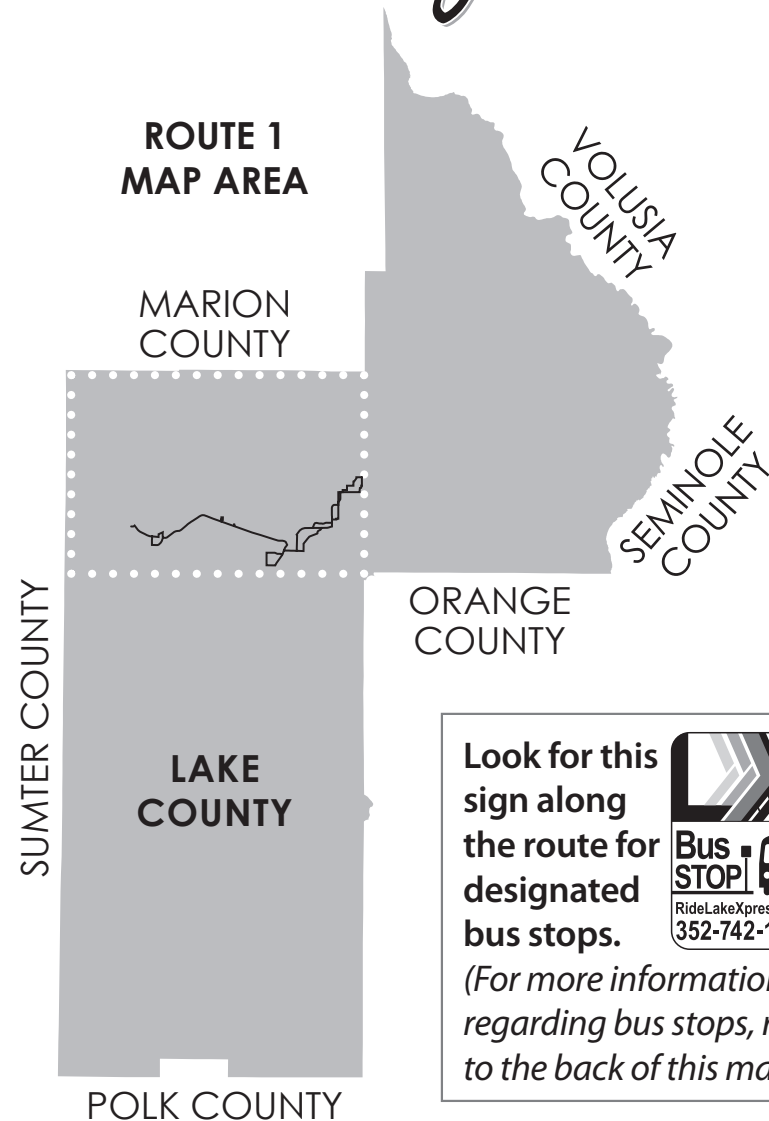 ROUTE 1
MAP AREA
VOLUSIA
COUNTY
MARION
COUNTY
SEMINOLE
COUNTY
ORANGE
COUNTY
SUMTER COUNTY
LAKE
COUNTY
POLK COUNTY
Look for this
sign along
the route for
designated
bus stops.
(For more information
regarding bus stops,
to the back of this
Bus
STOP